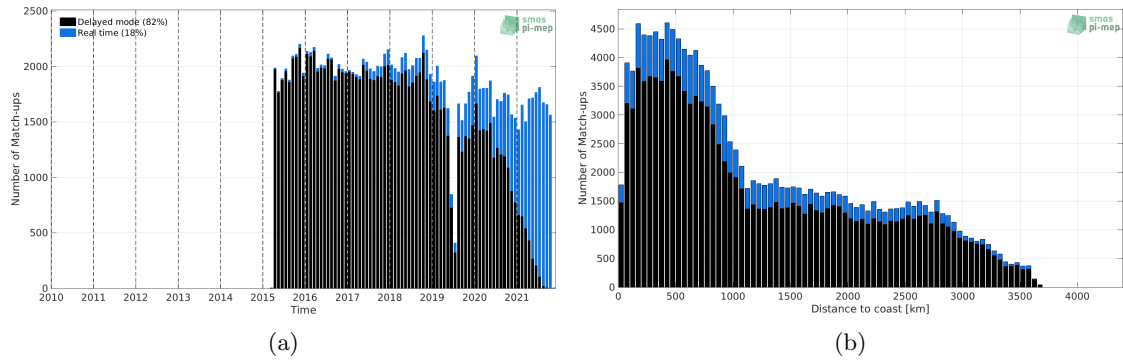 Delayed mode (82%)
Real time (18%)
smos
pi-mep
Number of Match-ups
2500
2000
1500
1000
500
0
2010 2011 2012 2013 2014 2015 2016 2017 2018 2019 2020 2021
Time
(a)
smos
pi-mep
Number of Match-ups
4500
4000
3500
3000
2500
2000
1500
1000
500
0
0 500 1000 1500 2000 2500 3000 3500 4000
Distance to coast [km]
(b)